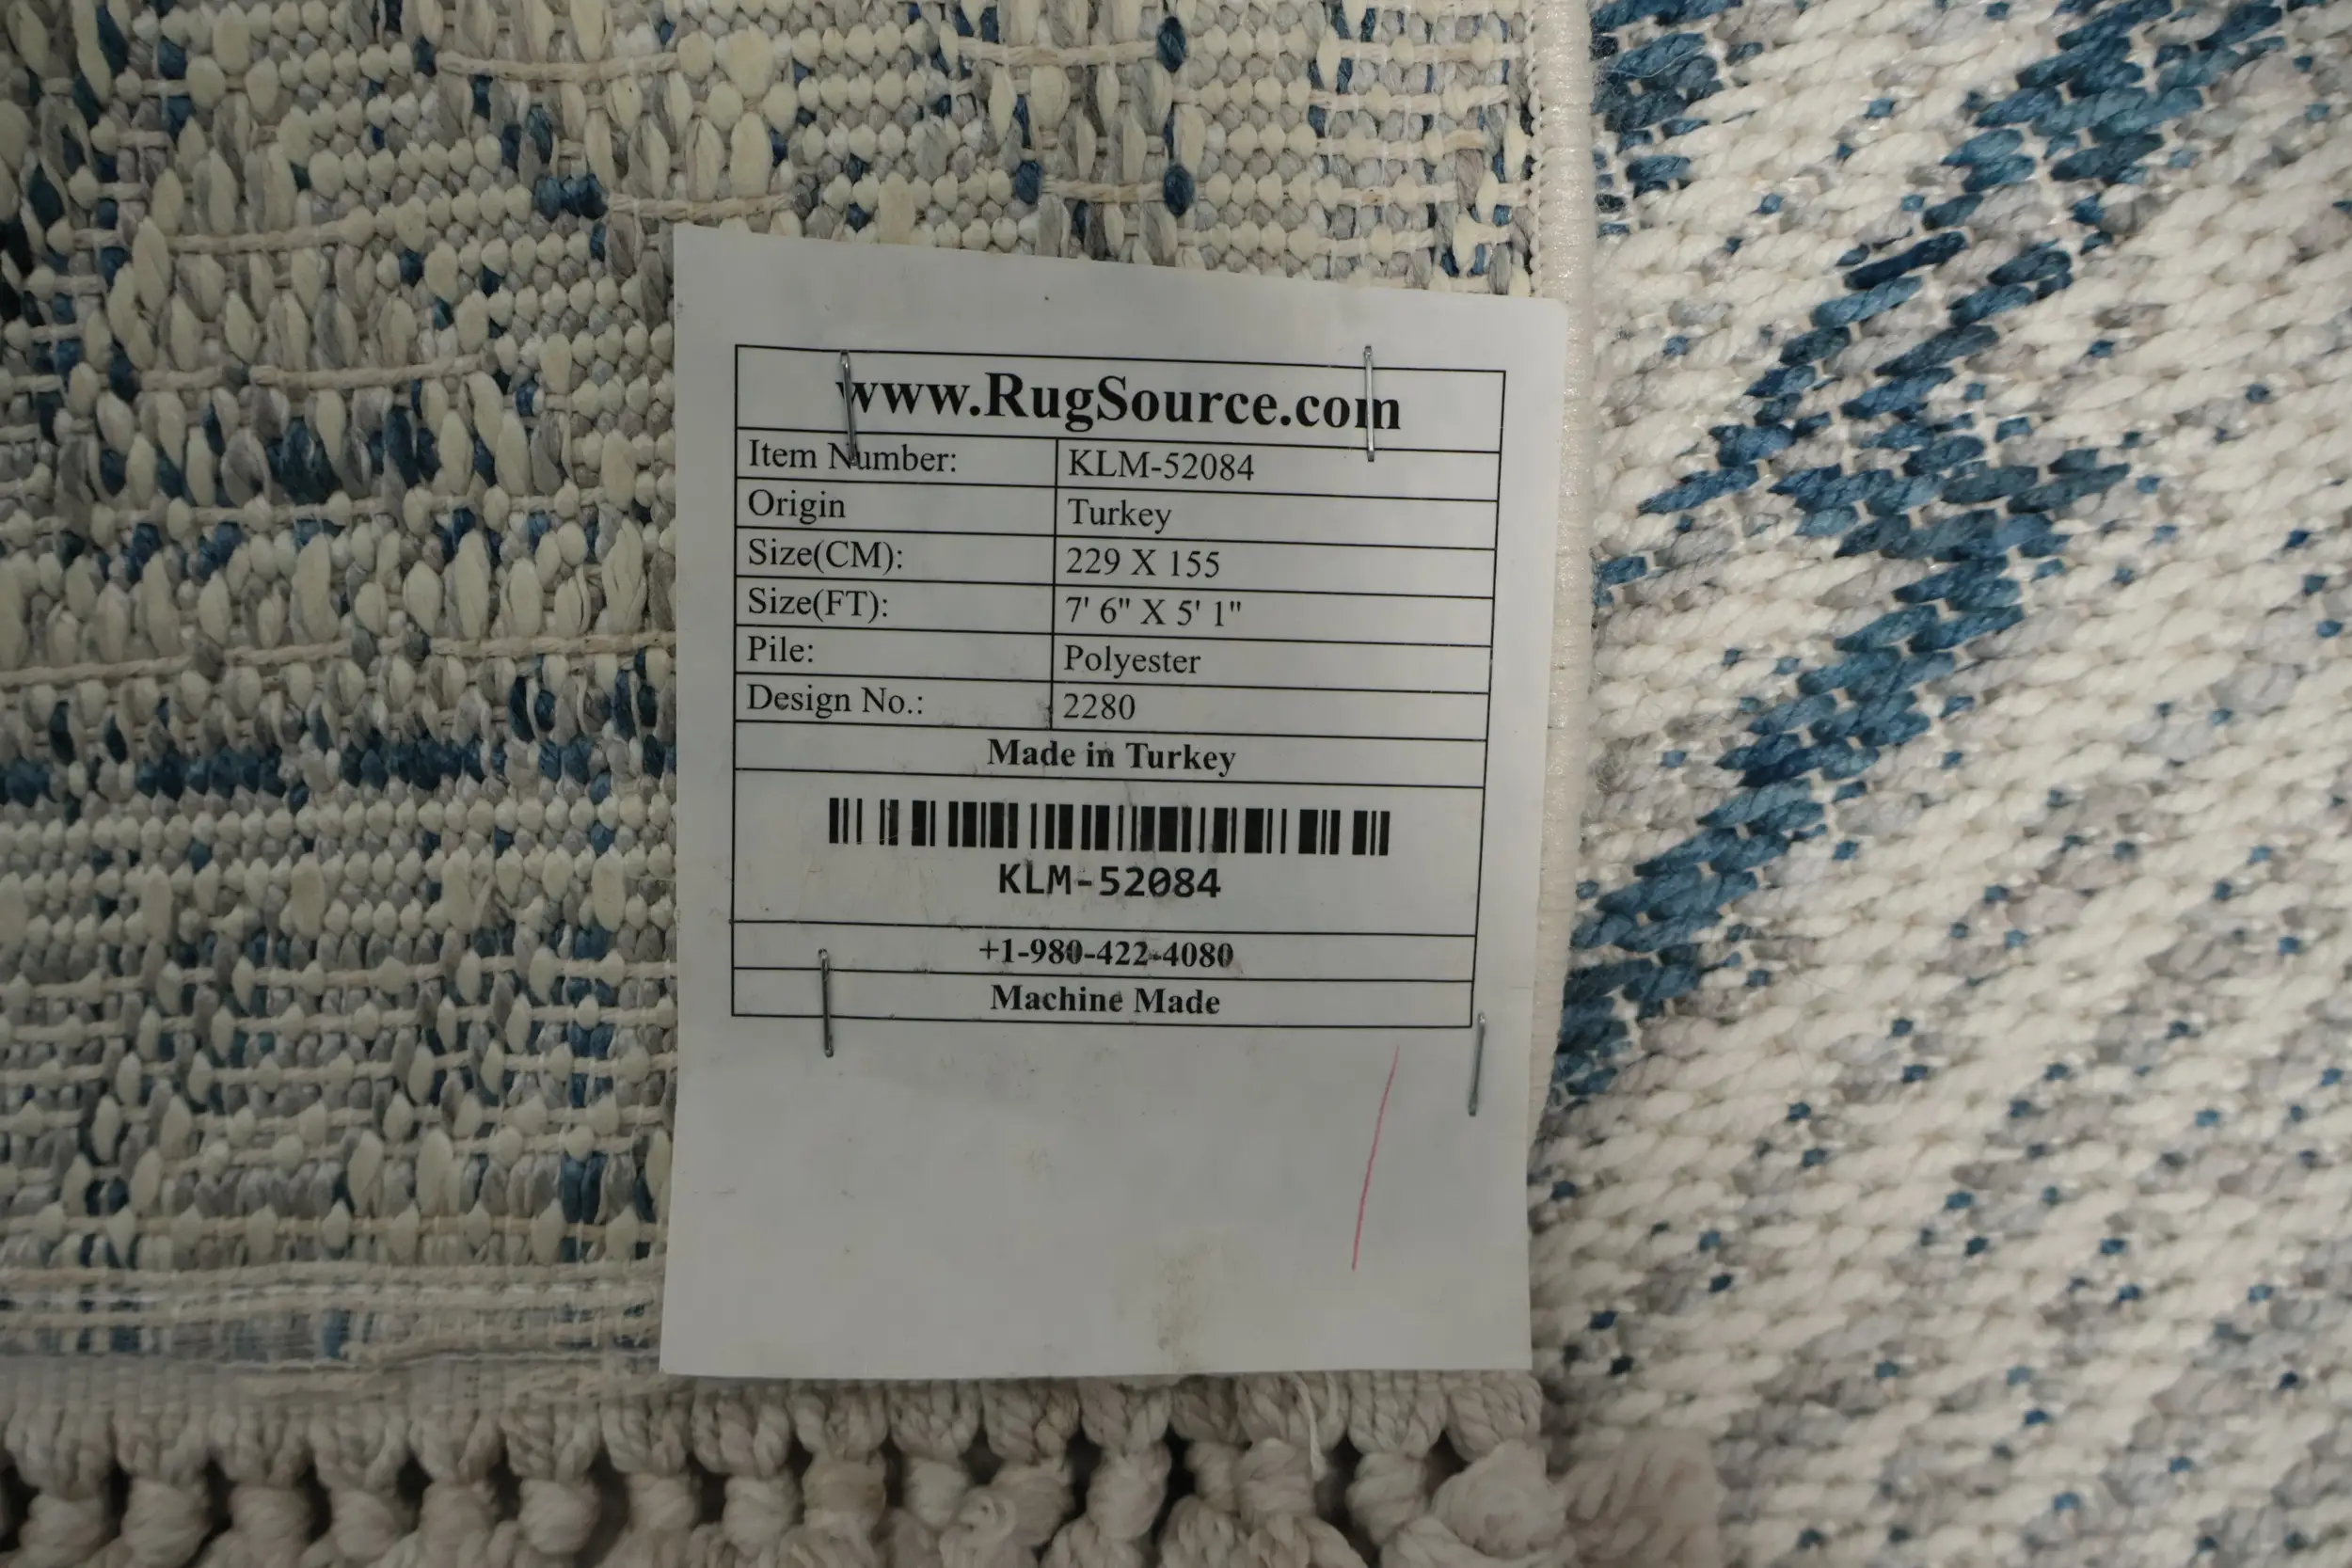 www.RugSource.com
Item Number: KLM-52084
Origin Turkey
Size(CM): 229 X 155
Size(FT): 7' 6" X 5' 1"
Pile: Polyester
Design No.: 2280
Made in Turkey
KLM-52084
+1-980-422-4080
Machine Made